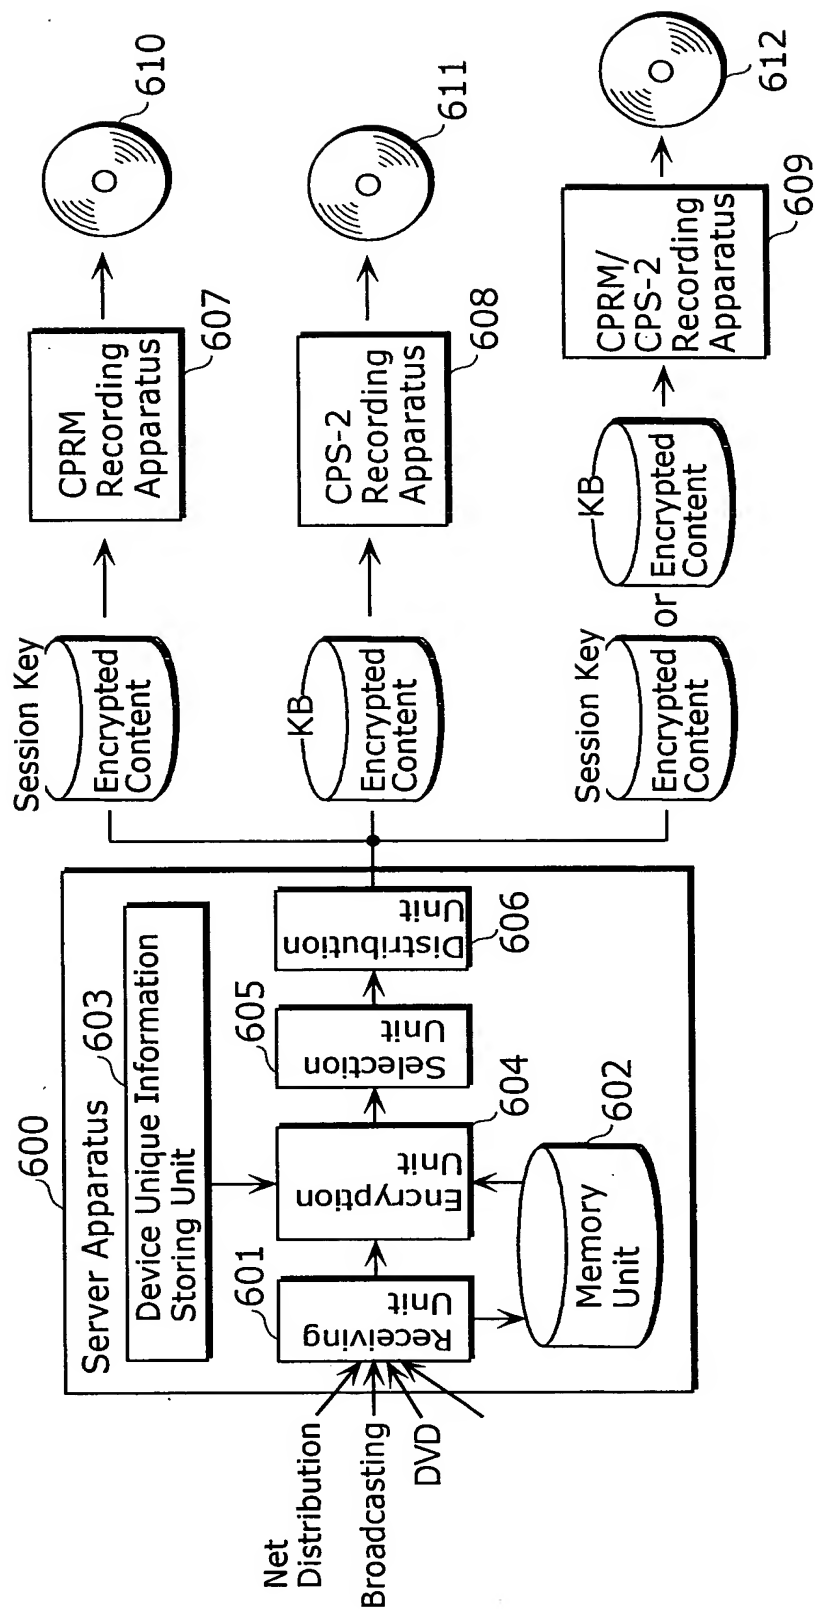 600
Server Apparatus
603
Device Unique Information
Storing Unit
Net
Distribution
Broadcasting
DVD
601
Receiving
Unit
Encryption
Unit
604
605
Selection
Unit
Distribution
Unit
606
Memory
Unit
602
Session Key
Encrypted
Content
CPRM
Recording
Apparatus
607
610
KB
Encrypted
Content
CPS-2
Recording
Apparatus
608
611
Session Key
Encrypted
Content
or
KB
Encrypted
Content
CPRM/
CPS-2
Recording
Apparatus
609
612